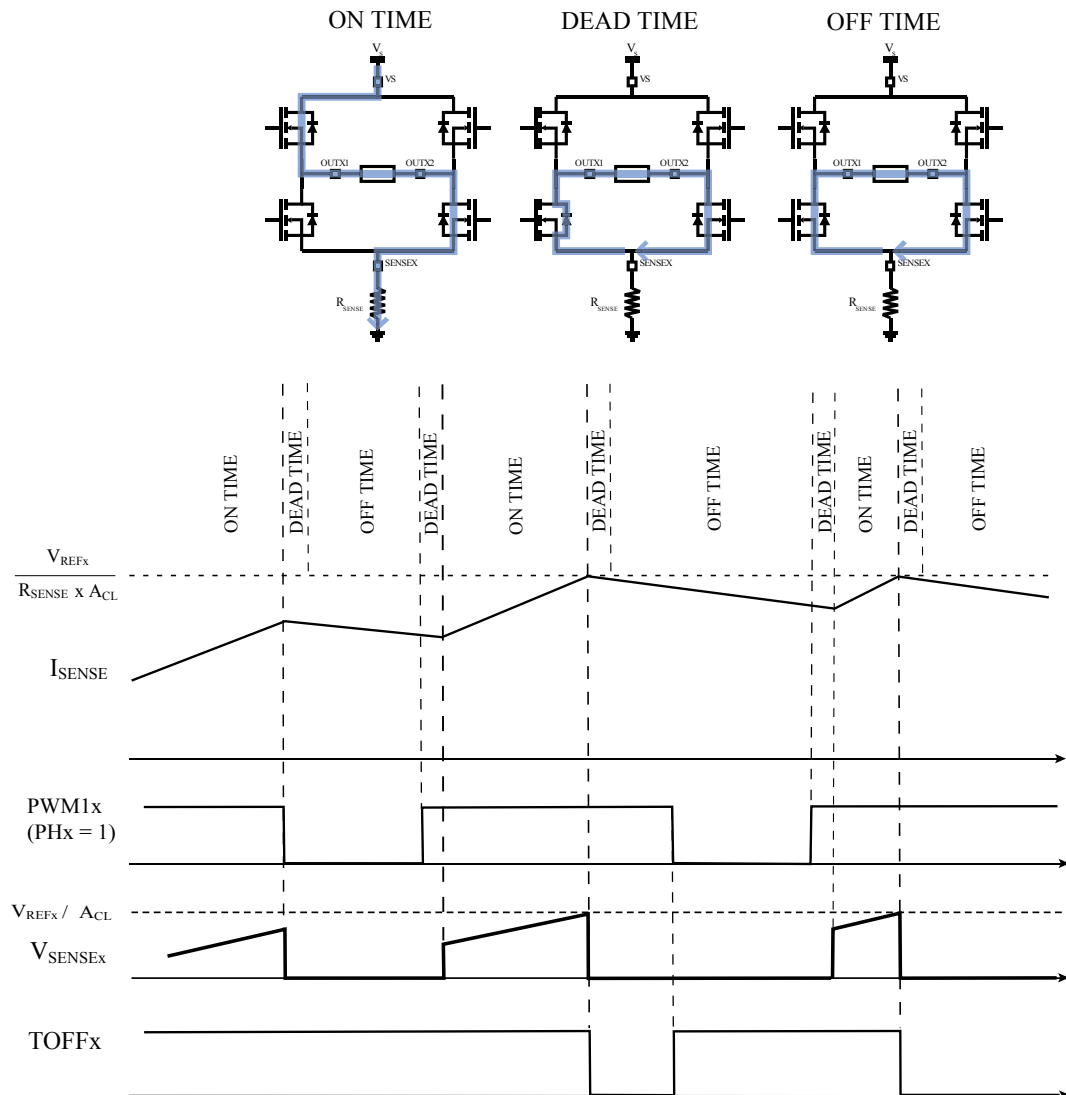 ON TIME DEAD TIME OFF TIME
VS VS VS
VS VS VS
OUTX1 OUTX2 OUTX1 OUTX2 OUTX1 OUTX2
SENSEX SENSEX SENSEX
RSENSE RSENSE RSENSE
ON TIME
DEAD TIME
OFF TIME
DEAD TIME
ON TIME
DEAD TIME
OFF TIME
DEAD TIME
ON TIME
DEAD TIME
OFF TIME
VREFx
RSENSE x ACL
ISENSE
PWM1x
(PHx = 1)
VREFx / ACL
VSENSEx
TOFFx